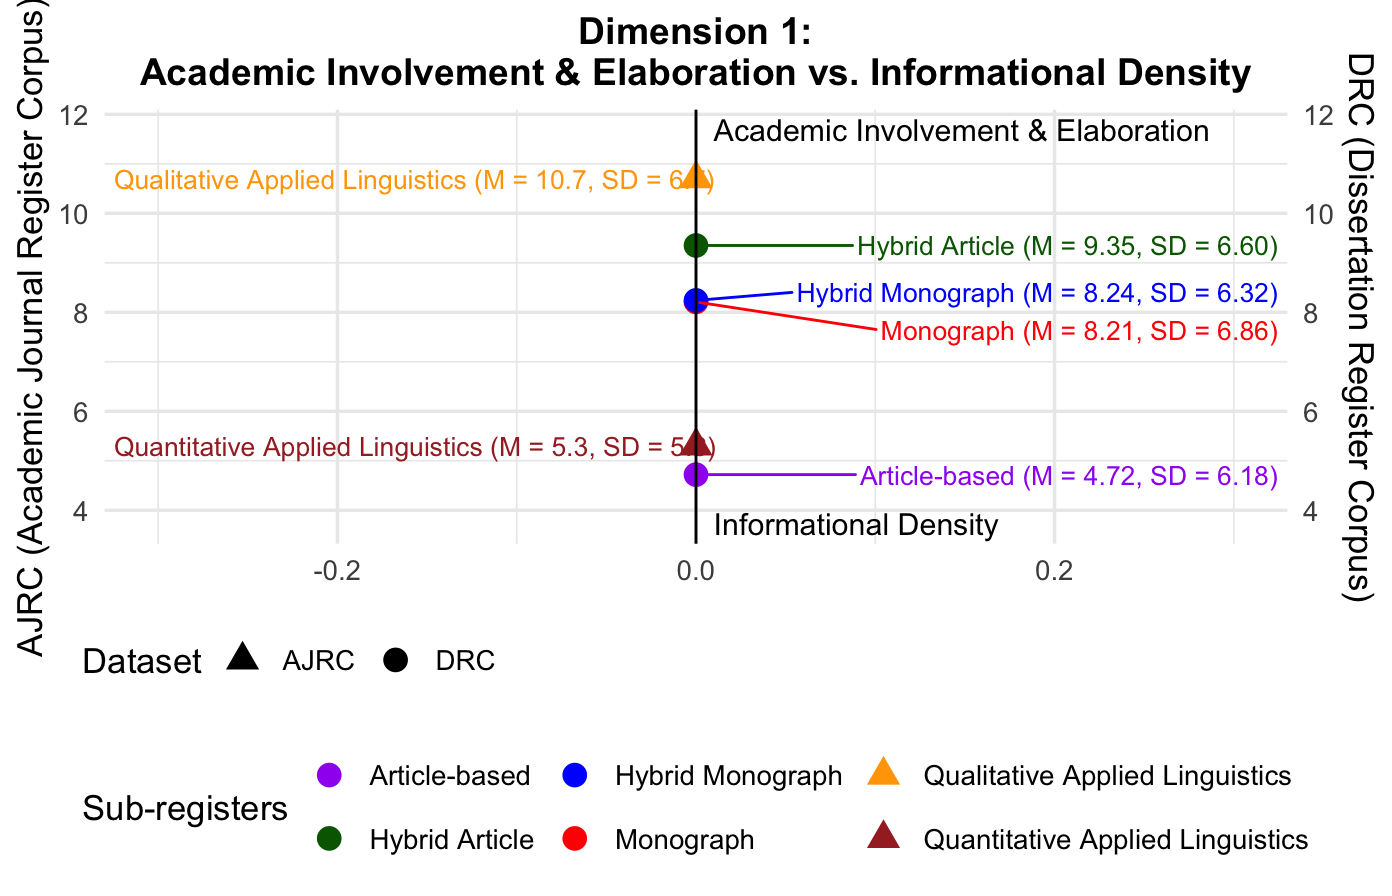 Dimension 1:
Academic Involvement & Elaboration vs. Informational Density
AJRC (Academic Journal Register Corpus)
DRC (Dissertation Register Corpus)
12
12
Academic Involvement & Elaboration
Qualitative Applied Linguistics (M = 10.7, SD =
10
10
Hybrid Article (M = 9.35, SD = 6.60)
Hybrid Monograph (M = 8.24, SD = 6.32)
8
8
Monograph (M = 8.21, SD = 6.86)
6
6
Quantitative Applied Linguistics (M = 5.3, SD =
Article-based (M = 4.72, SD = 6.18)
4
4
Informational Density
-0.2
0.0
0.2
Dataset
AJRC
DRC
Sub-registers
Article-based
Hybrid Monograph
Qualitative Applied Linguistics
Hybrid Article
Monograph
Quantitative Applied Linguistics